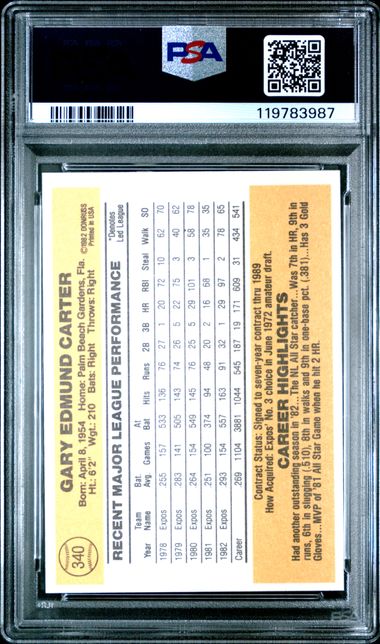 PSA
119783987
340
GARY EDMUND CARTER
©1982 DONRUSS
Printed in USA
Born: April 8, 1954 Home: Palm Beach Gardens, Fla.
Ht.: 6'2" Wgt.: 210 Bats: Right Throws: Right
RECENT MAJOR LEAGUE PERFORMANCE
*Denotes
Led League
Year Team Name Bat Avg Games At Bat Hits Runs 2B 3B HR RBI Steal Walk SO
1978 Expos .255 157 533 136 76 27 1 20 72 10 62 70
1979 Expos .283 141 505 143 74 26 5 22 75 3 40 62
1980 Expos .264 154 549 145 76 25 5 29 101 3 58 78
1981 Expos .251 100 374 94 48 20 2 16 68 1 35 35
1982 Expos .293 154 557 163 91 32 1 29 97 2 78 65
Career .269 1104 3881 1044 545 187 19 171 609 31 434 541
Contract Status: Signed to seven-year contract thru 1989
How Acquired: Expos' No. 3 choice in June 1972 amateur draft.
CAREER HIGHLIGHTS
Had another outstanding season in '82...The NL All Star catcher...Was 7th in HR, 9th in
runs, 6th in slugging (.510), 8th in walks and 9th in one-base pct. (.381)...Has 3 Gold
Gloves...MVP of '81 All Star Game when he hit 2 HR.